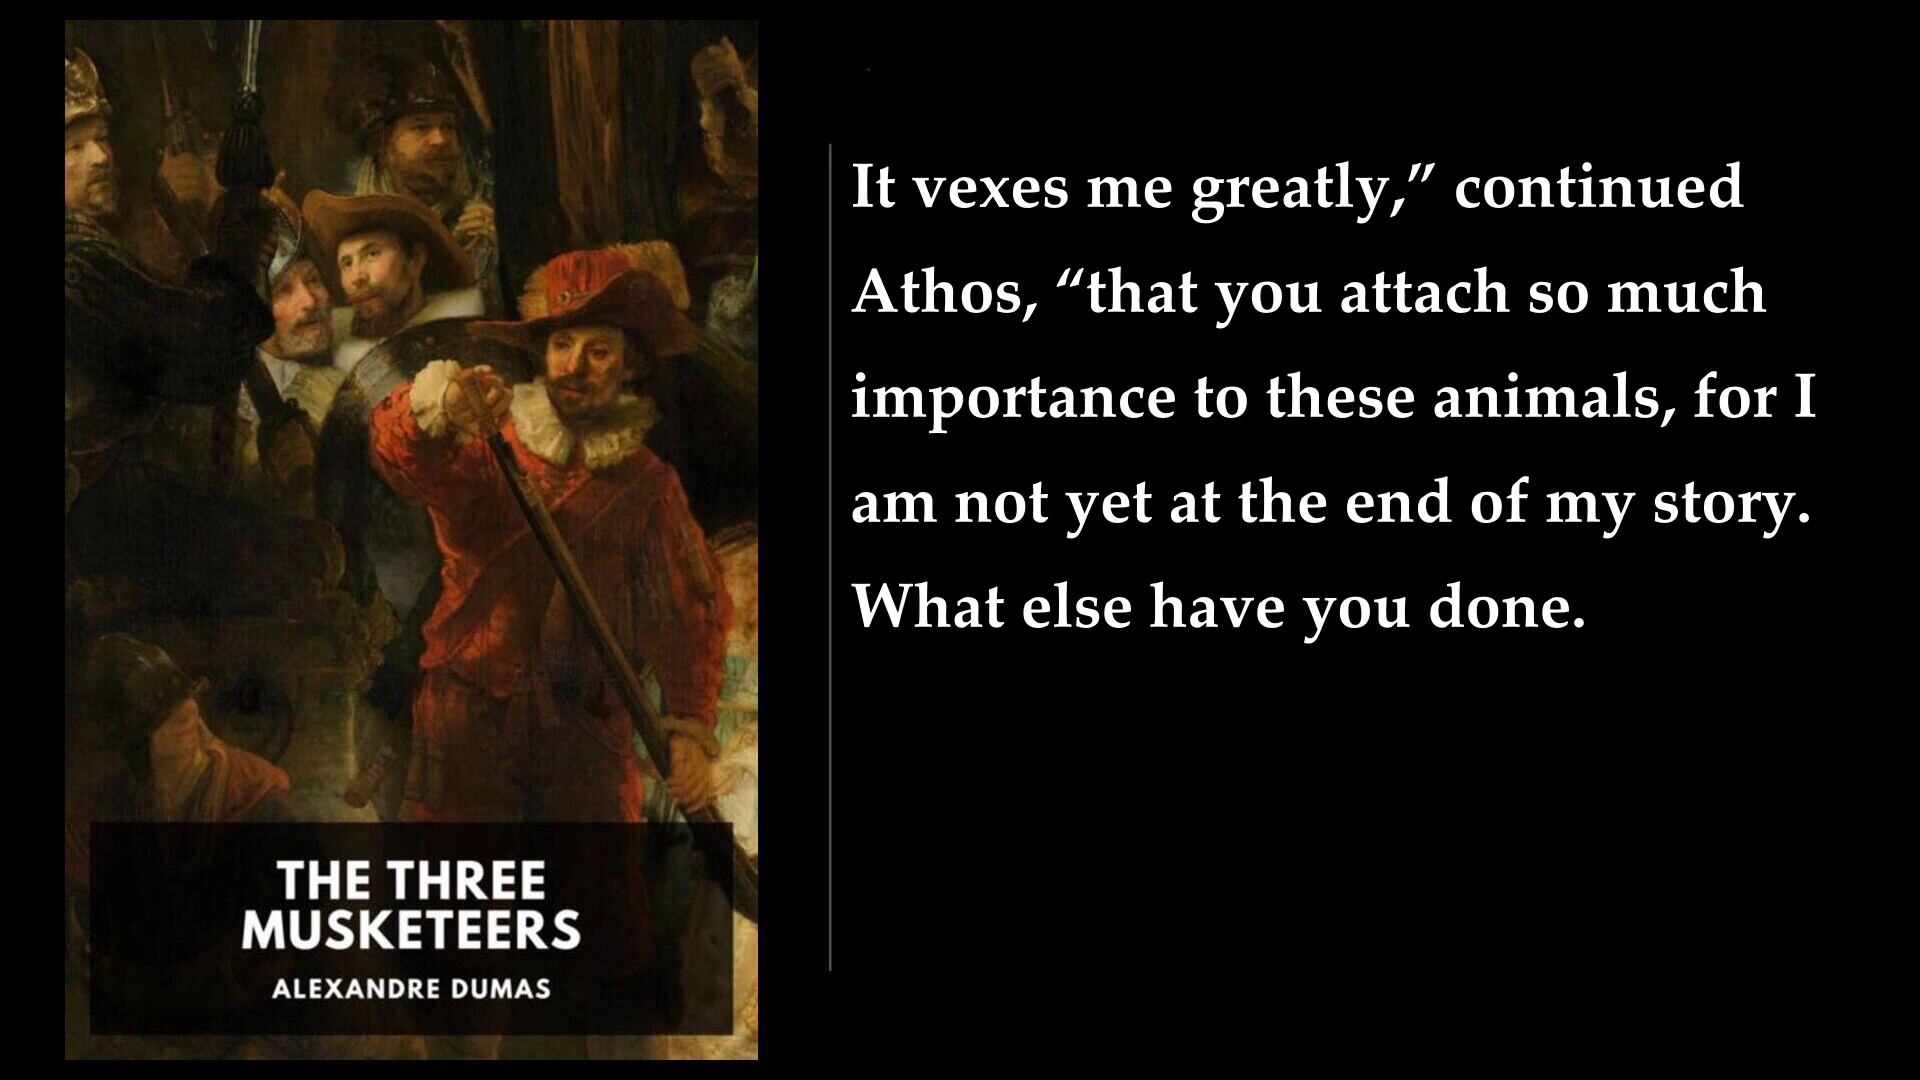 THE THREE
MUSKETEERS
ALEXANDRE DUMAS
It vexes me greatly,” continued
Athos, “that you attach so much
importance to these animals, for I
am not yet at the end of my story.
What else have you done.